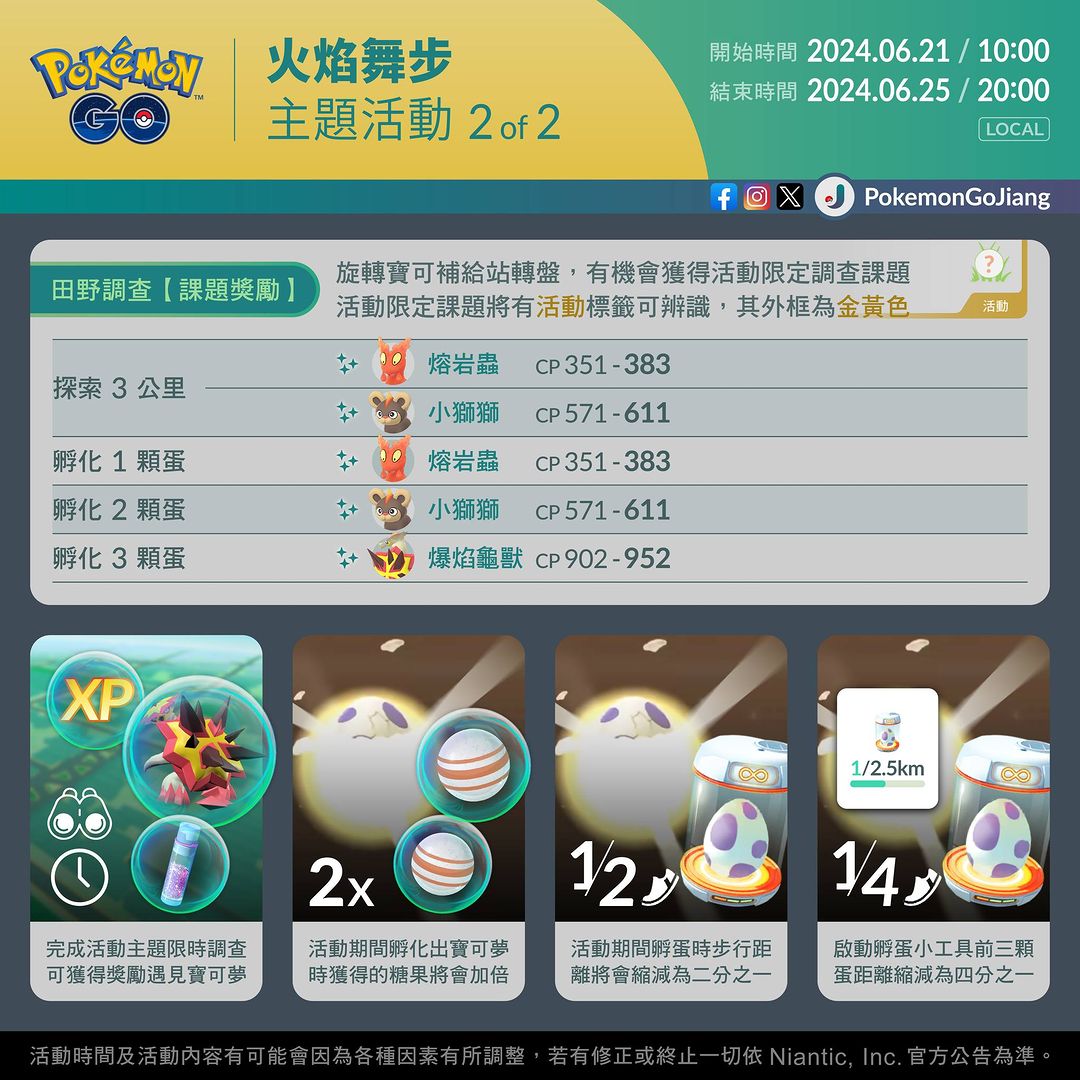 POKÉMON GO
TM
火焰舞步
主題活動 2 of 2
開始時間 2024.06.21 / 10:00
結束時間 2024.06.25 / 20:00
LOCAL
PokemonGoJiang
田野調查【課題獎勵】
旋轉寶可補給站轉盤，有機會獲得活動限定調查課題
活動限定課題將有活動標籤可辨識，其外框為金黃色
?
活動
探索 3 公里
熔岩蟲 CP 351 - 383
小獅獅 CP 571 - 611
孵化 1 顆蛋 熔岩蟲 CP 351 - 383
孵化 2 顆蛋 小獅獅 CP 571 - 611
孵化 3 顆蛋 爆焰龜獸 CP 902 - 952
XP
完成活動主題限時調查
可獲得獎勵遇見寶可夢
2x
活動期間孵化出寶可夢
時獲得的糖果將會加倍
1/2
活動期間孵蛋時步行距
離將會縮減為二分之一
1/2.5km
1/4
啟動孵蛋小工具前三顆
蛋距離縮減為四分之一
活動時間及活動內容有可能會因為各種因素有所調整，若有修正或終止一切依 Niantic, Inc. 官方公告為準。